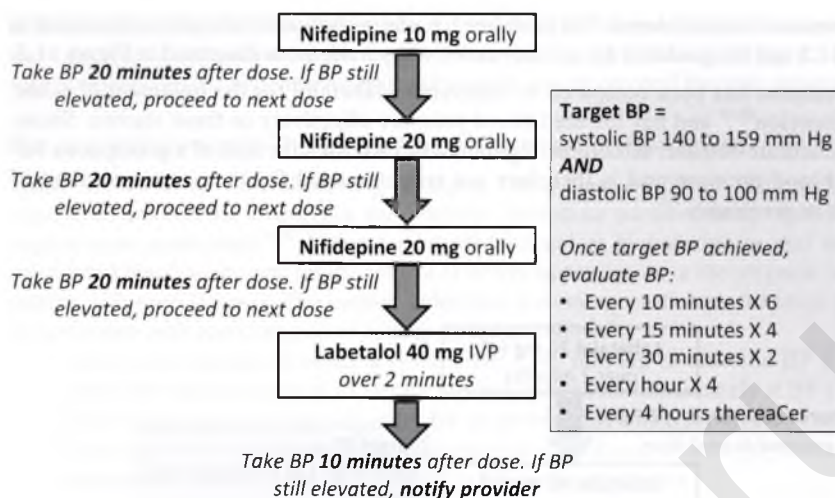 Nifedipine 10 mg orally
Take BP 20 minutes after dose. If BP still
elevated, proceed to next dose
Nifidepine 20 mg orally
Take BP 20 minutes after dose. If BP still
elevated, proceed to next dose
Nifidepine 20 mg orally
Take BP 20 minutes after dose. If BP still
elevated, proceed to next dose
Labetalol 40 mg IVP
over 2 minutes
Take BP 10 minutes after dose. If BP
still elevated, notify provider
Target BP =
systolic BP 140 to 159 mm Hg
AND
diastolic BP 90 to 100 mm Hg
Once target BP achieved,
evaluate BP:
• Every 10 minutes X 6
• Every 15 minutes X 4
• Every 30 minutes X 2
• Every hour X 4
• Every 4 hours thereaCer